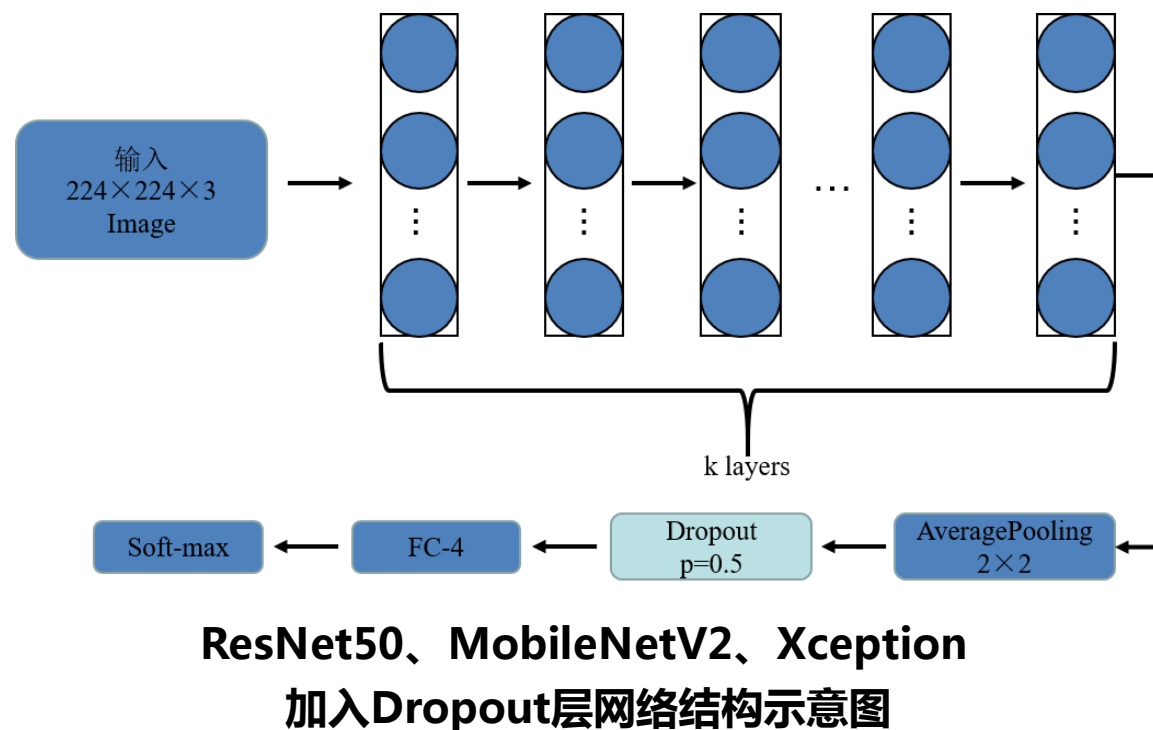 输入
224×224×3
Image
…
k layers
AveragePooling
2×2
Dropout
p=0.5
FC-4
Soft-max
ResNet50、MobileNetV2、Xception
加入Dropout层网络结构示意图